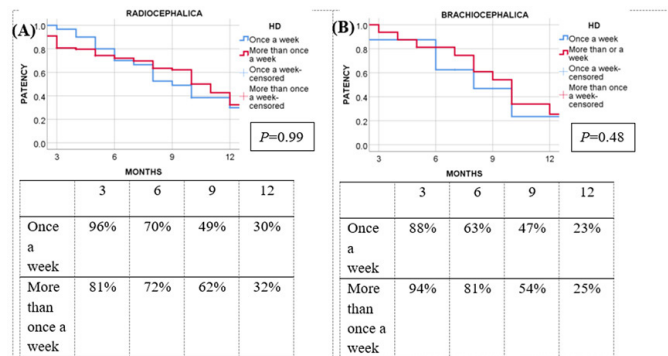 (A)
RADIOCEPHALICA
PATENCY
1.0
0.8
0.6
0.4
0.2
0.0
3 6 9 12
MONTHS
HD
Once a week
More than once
a week
Once a week-
censored
More than once
a week-
censored
P=0.99
3 6 9 12
Once
a
week
96% 70% 49% 30%
More
than
once a
week
81% 72% 62% 32%
(B)
BRACHIOCEPHALICA
PATENCY
1.0
0.8
0.6
0.4
0.2
0.0
3 6 9 12
MONTHS
HD
Once a week
More than or a
week
Once a week-
censored
More than once
a week-
censored
P=0.48
3 6 9 12
Once
a
week
88% 63% 47% 23%
More
than
once a
week
94% 81% 54% 25%